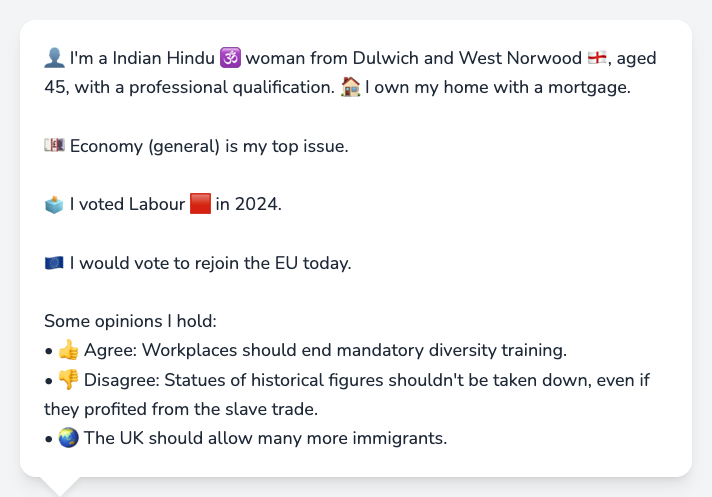 👤 I'm a Indian Hindu 🕉️ woman from Dulwich and West Norwood 🏴󠁧󠁢󠁥󠁮󠁧󠁿, aged
45, with a professional qualification. 🏠 I own my home with a mortgage.
💷 Economy (general) is my top issue.
🗳️ I voted Labour 🟥 in 2024.
🇪🇺 I would vote to rejoin the EU today.
Some opinions I hold:
• 👍 Agree: Workplaces should end mandatory diversity training.
• 👎 Disagree: Statues of historical figures shouldn't be taken down, even if
they profited from the slave trade.
• 🌏 The UK should allow many more immigrants.